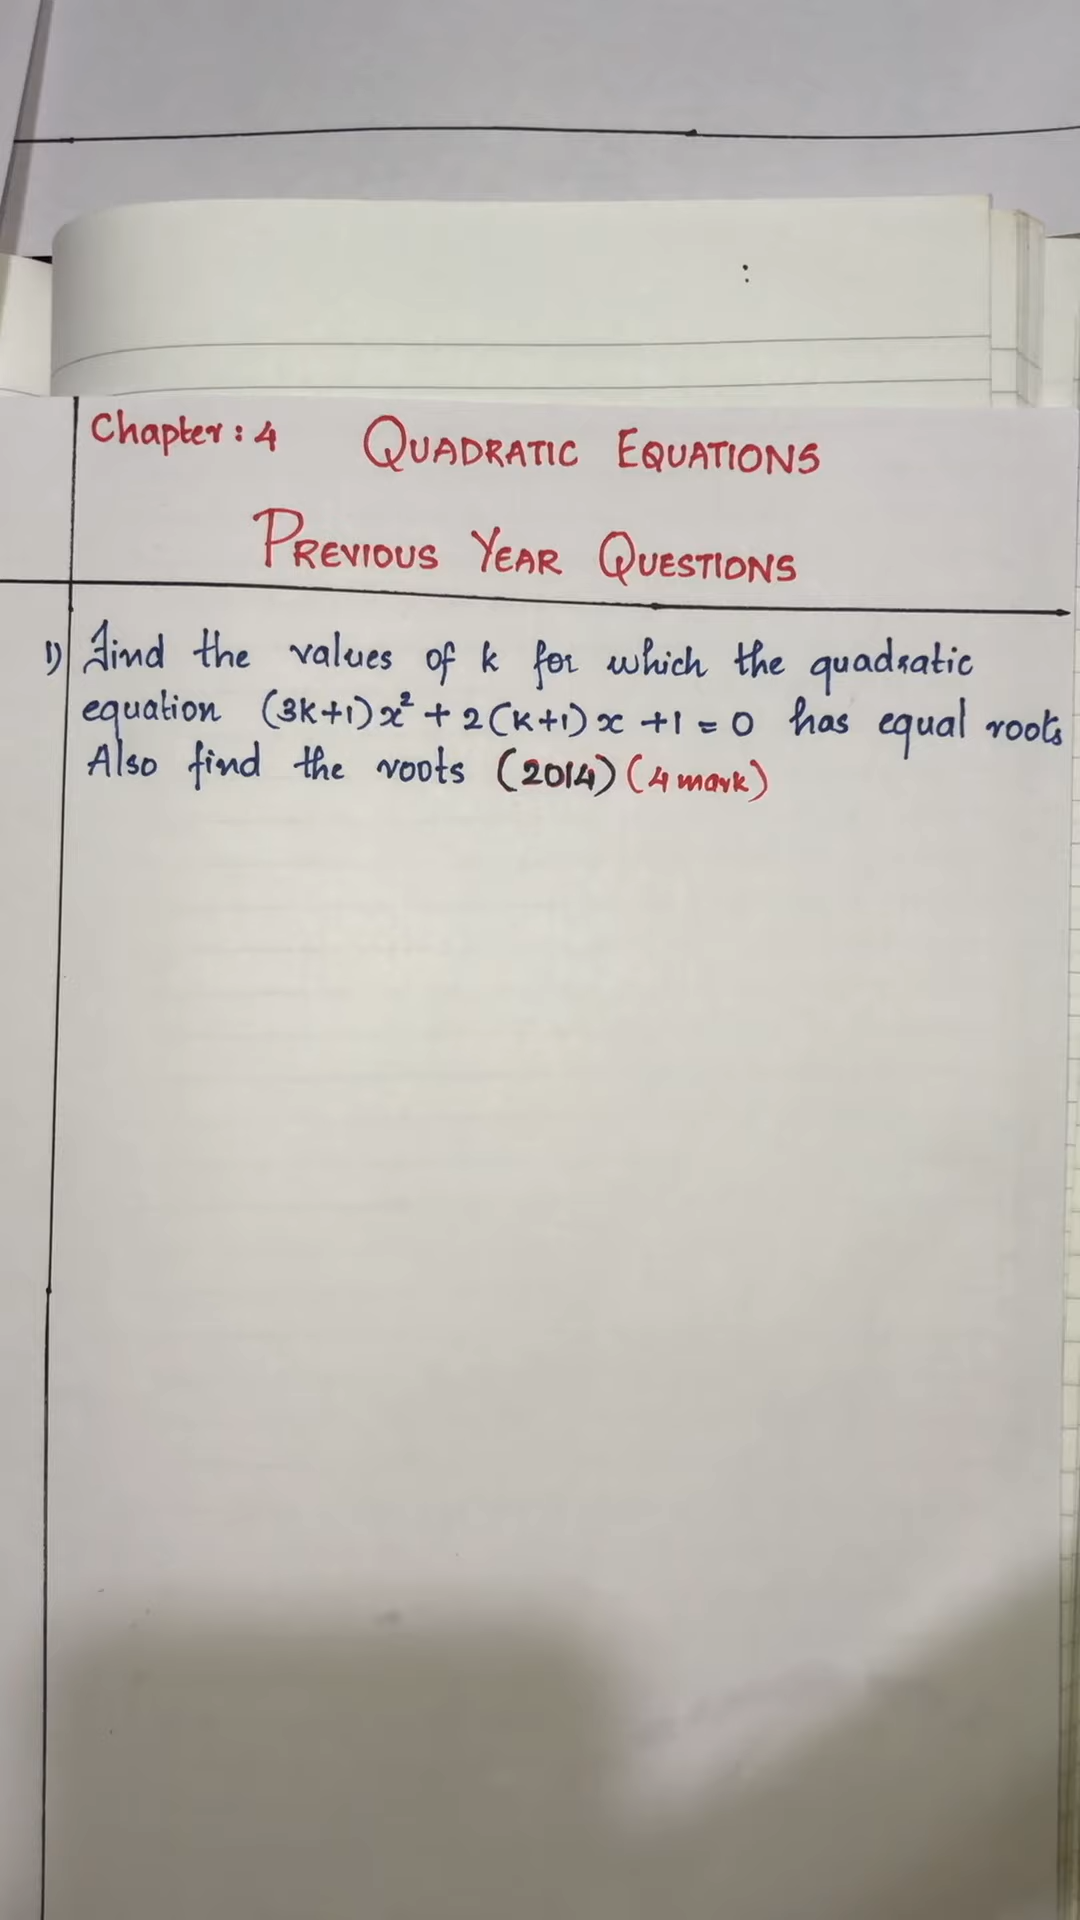 Chapter: 4 QUADRATIC EQUATIONS
PREVIOUS YEAR QUESTIONS
1) Find the values of k for which the quadratic
equation (3k+1)x² + 2(k+1)x +1 = 0 has equal roots
Also find the roots (2014) (4 mark)